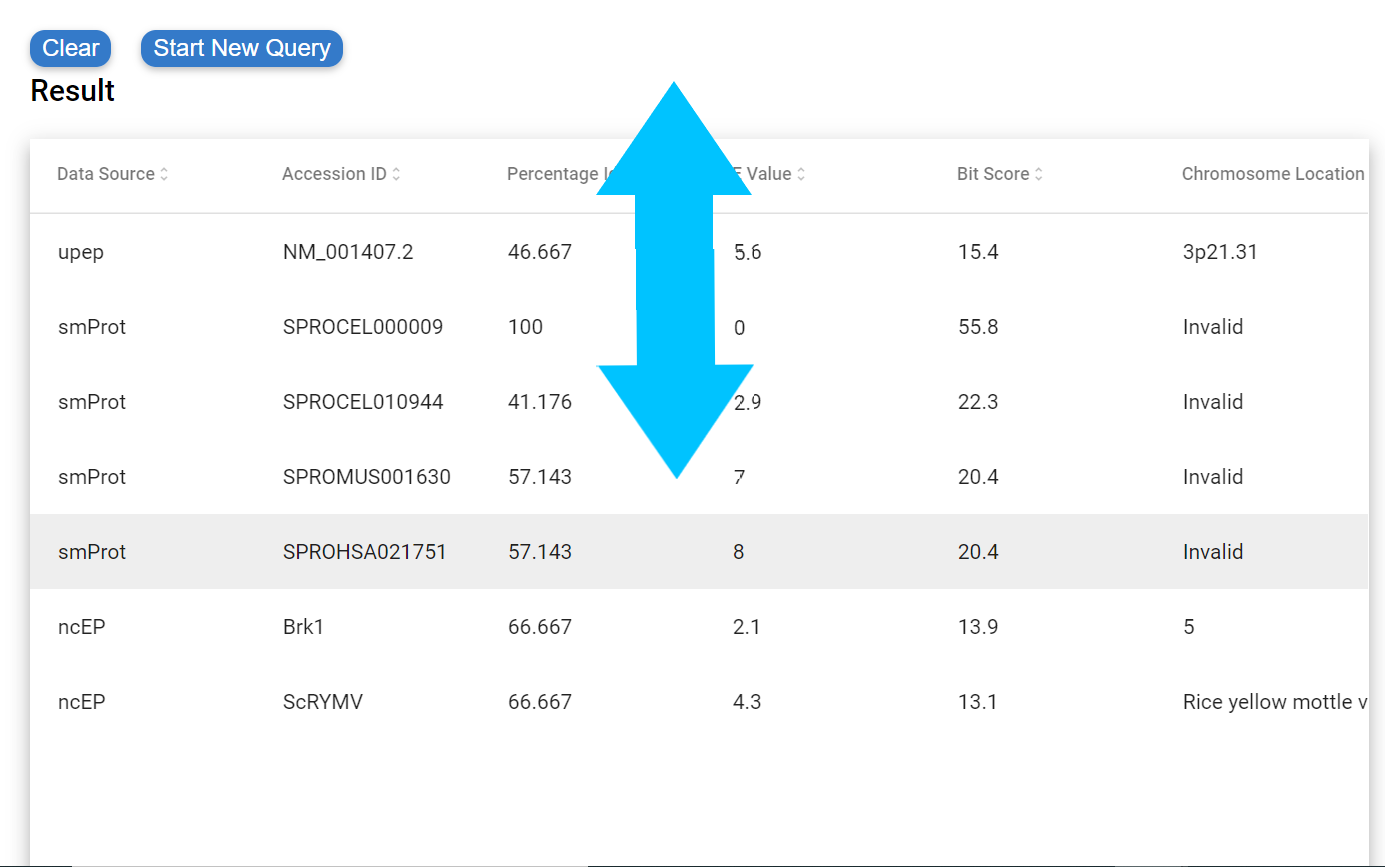 Clear Start New Query
Result
Data Source Accession ID Percentage Value Bit Score Chromosome Location
upep NM_001407.2 46.667 5.6 15.4 3p21.31
smProt SPROCEL000009 100 0 55.8 Invalid
smProt SPROCEL010944 41.176 2.9 22.3 Invalid
smProt SPROMUS001630 57.143 7 20.4 Invalid
smProt SPROHSA021751 57.143 8 20.4 Invalid
ncEP Brk1 66.667 2.1 13.9 5
ncEP ScRYMV 66.667 4.3 13.1 Rice yellow mottle v